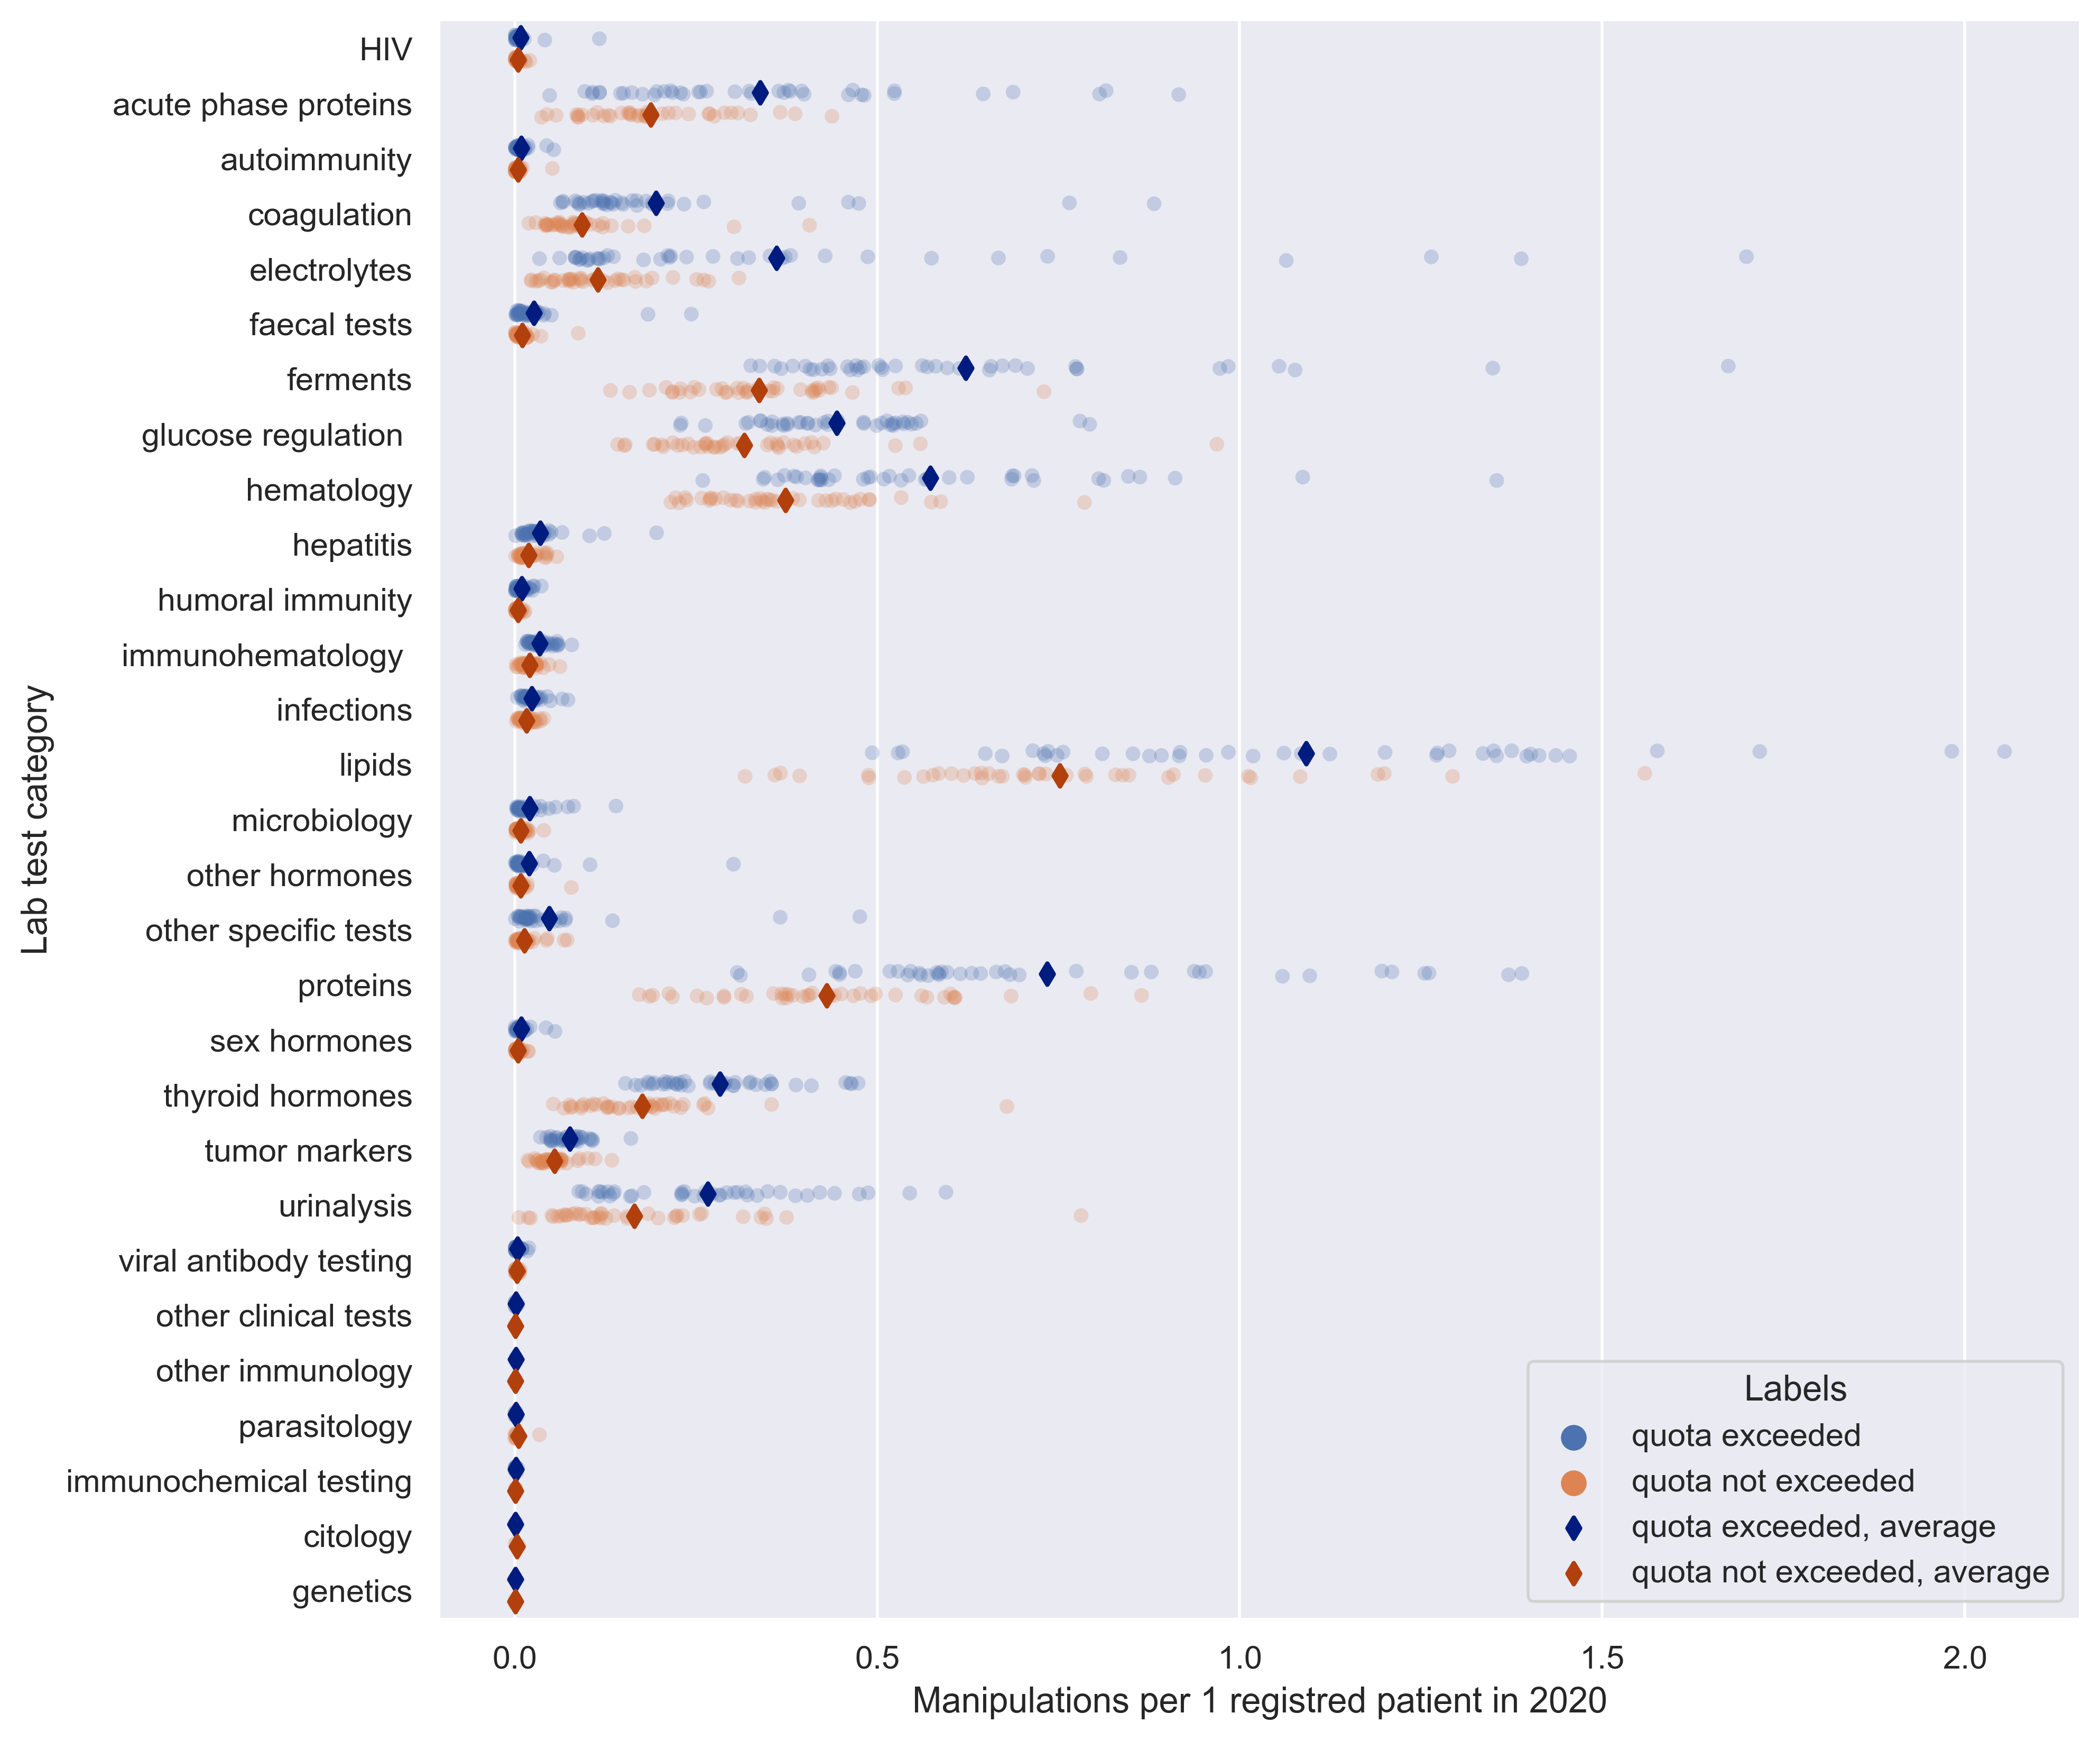 HIV
acute phase proteins
autoimmunity
coagulation
electrolytes
faecal tests
ferments
glucose regulation
hematology
hepatitis
humoral immunity
immunohematology
infections
lipids
microbiology
other hormones
other specific tests
proteins
sex hormones
thyroid hormones
tumor markers
urinalysis
viral antibody testing
other clinical tests
other immunology
parasitology
immunochemical testing
citology
genetics
Lab test category
Labels
quota exceeded
quota not exceeded
quota exceeded, average
quota not exceeded, average
0.0 0.5 1.0 1.5 2.0
Manipulations per 1 registred patient in 2020